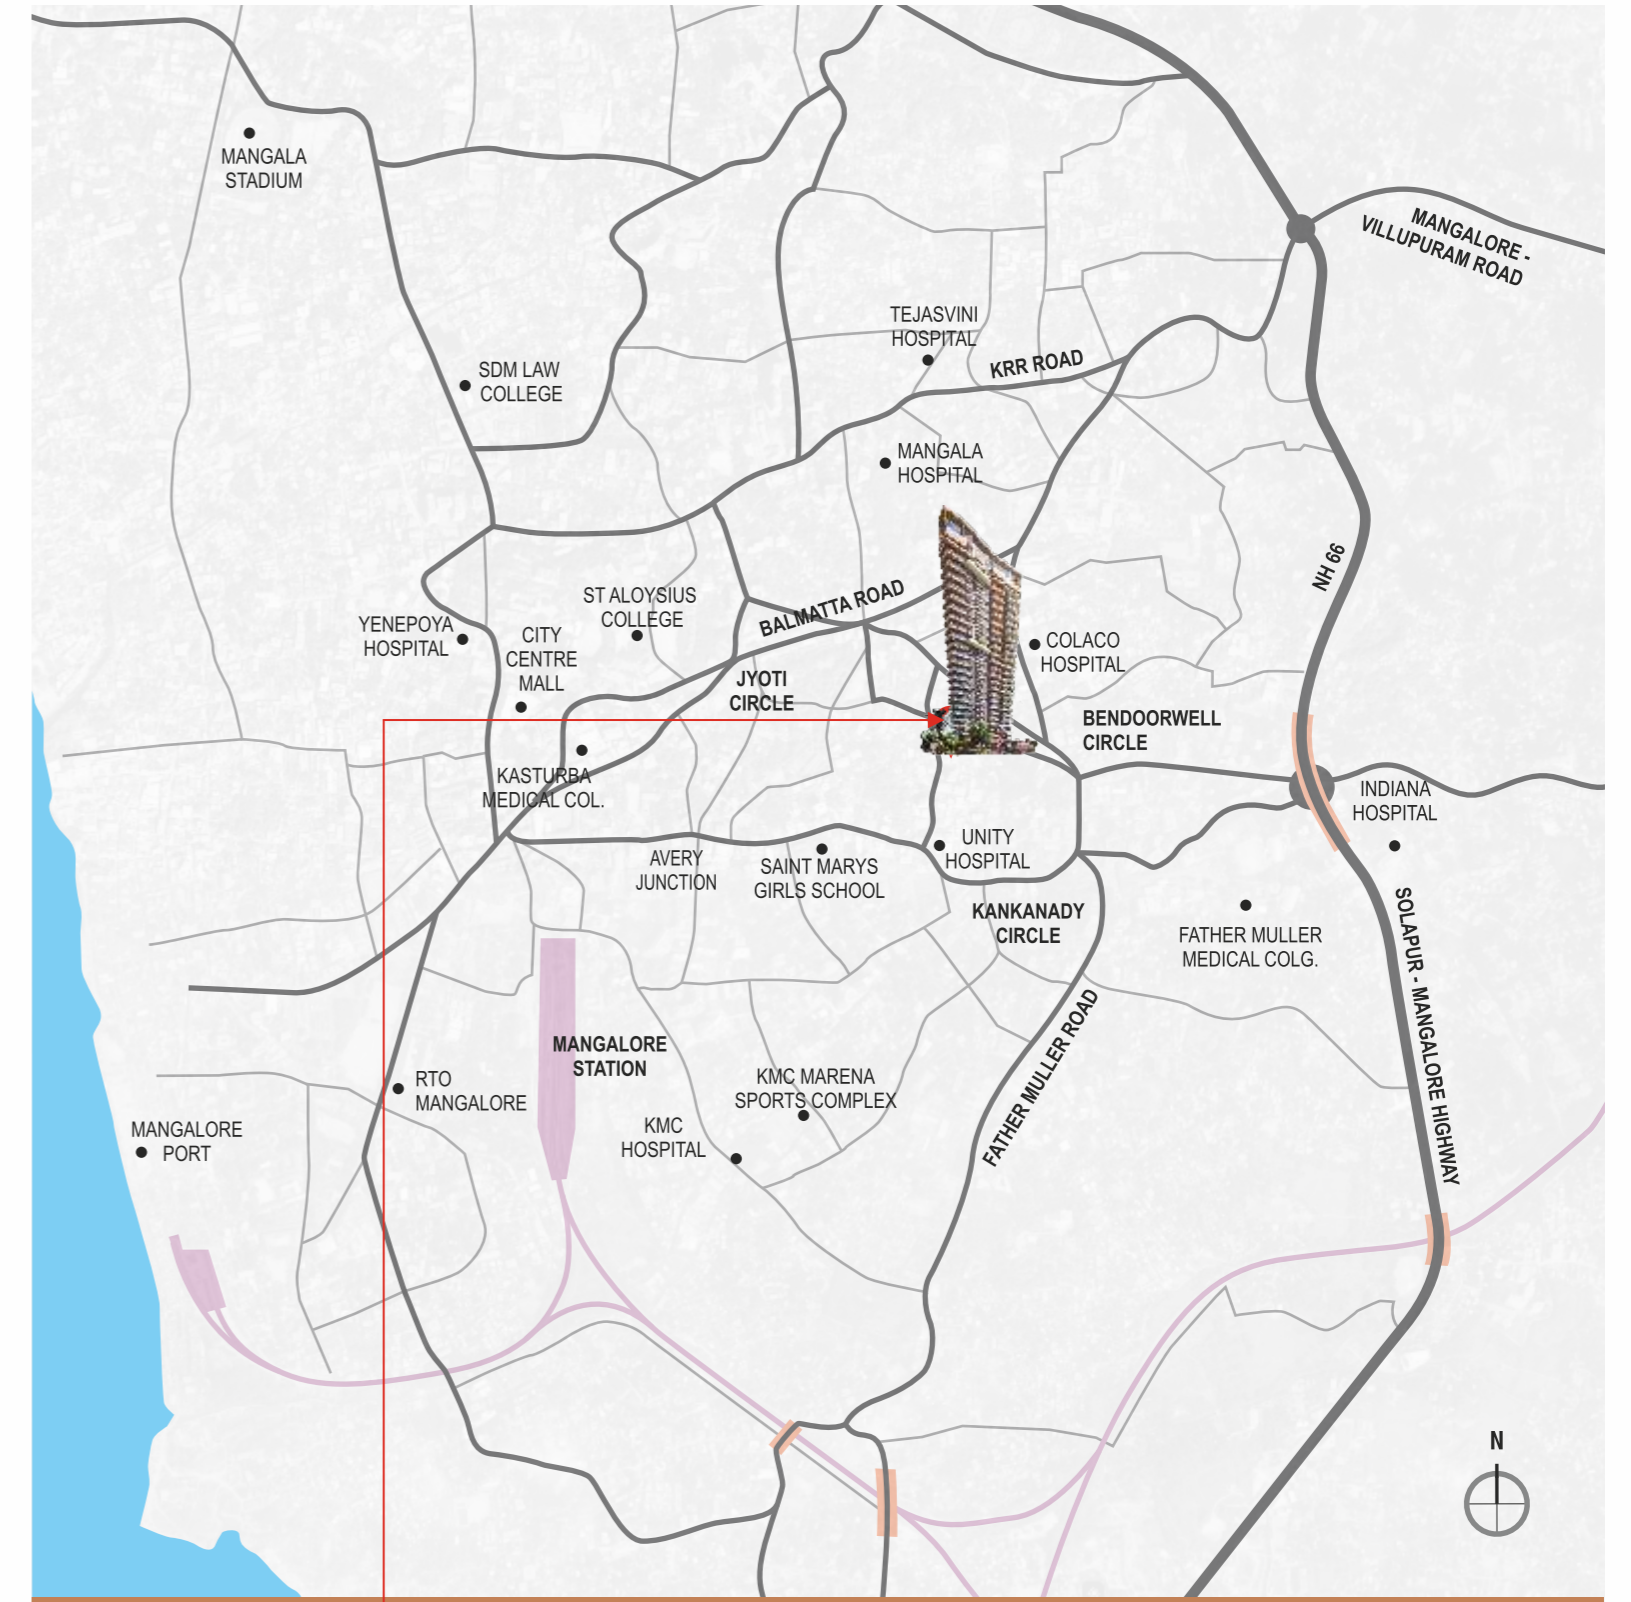 MANGALA
STADIUM
MANGALORE -
VILLUPURAM ROAD
TEJASVINI
HOSPITAL
KRR ROAD
SDM LAW
COLLEGE
MANGALA
HOSPITAL
NH 66
ST ALOYSIUS
COLLEGE
BALMATTA ROAD
YENEPOYA
HOSPITAL
CITY
CENTRE
MALL
COLACO
HOSPITAL
JYOTI
CIRCLE
BENDOORWELL
CIRCLE
KASTURBA
MEDICAL COL.
INDIANA
HOSPITAL
AVERY
JUNCTION
SAINT MARYS
GIRLS SCHOOL
UNITY
HOSPITAL
KANKANADY
CIRCLE
FATHER MULLER
MEDICAL COLG.
SOLAPUR - MANGALORE HIGHWAY
MANGALORE
STATION
FATHER MULLER ROAD
RTO
MANGALORE
KMC MARENA
SPORTS COMPLEX
MANGALORE
PORT
KMC
HOSPITAL
N